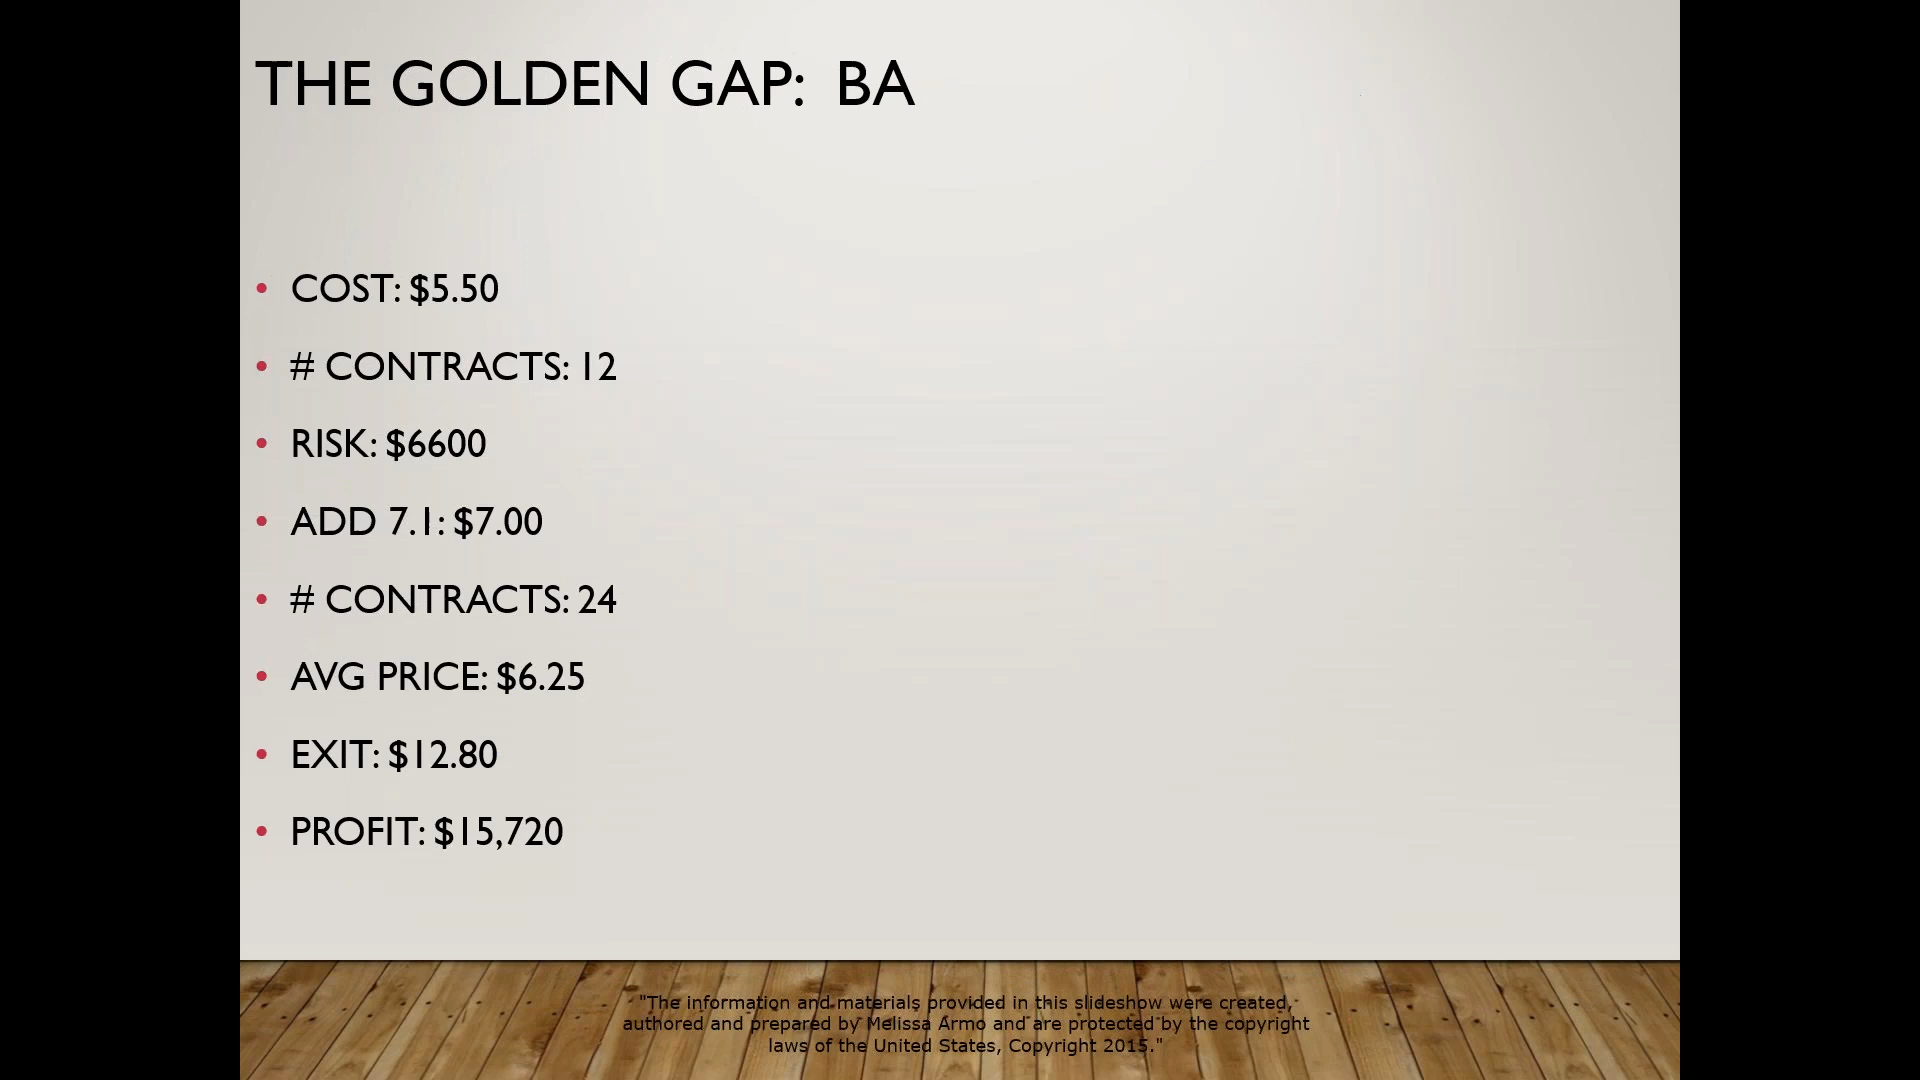 THE GOLDEN GAP: BA
• COST: $5.50
• # CONTRACTS: 12
• RISK: $6600
• ADD 7.1: $7.00
• # CONTRACTS: 24
• AVG PRICE: $6.25
• EXIT: $12.80
• PROFIT: $15,720
"The information and materials provided in this slideshow were created,
authored and prepared by Melissa Armo and are protected by the copyright
laws of the United States, Copyright 2015."